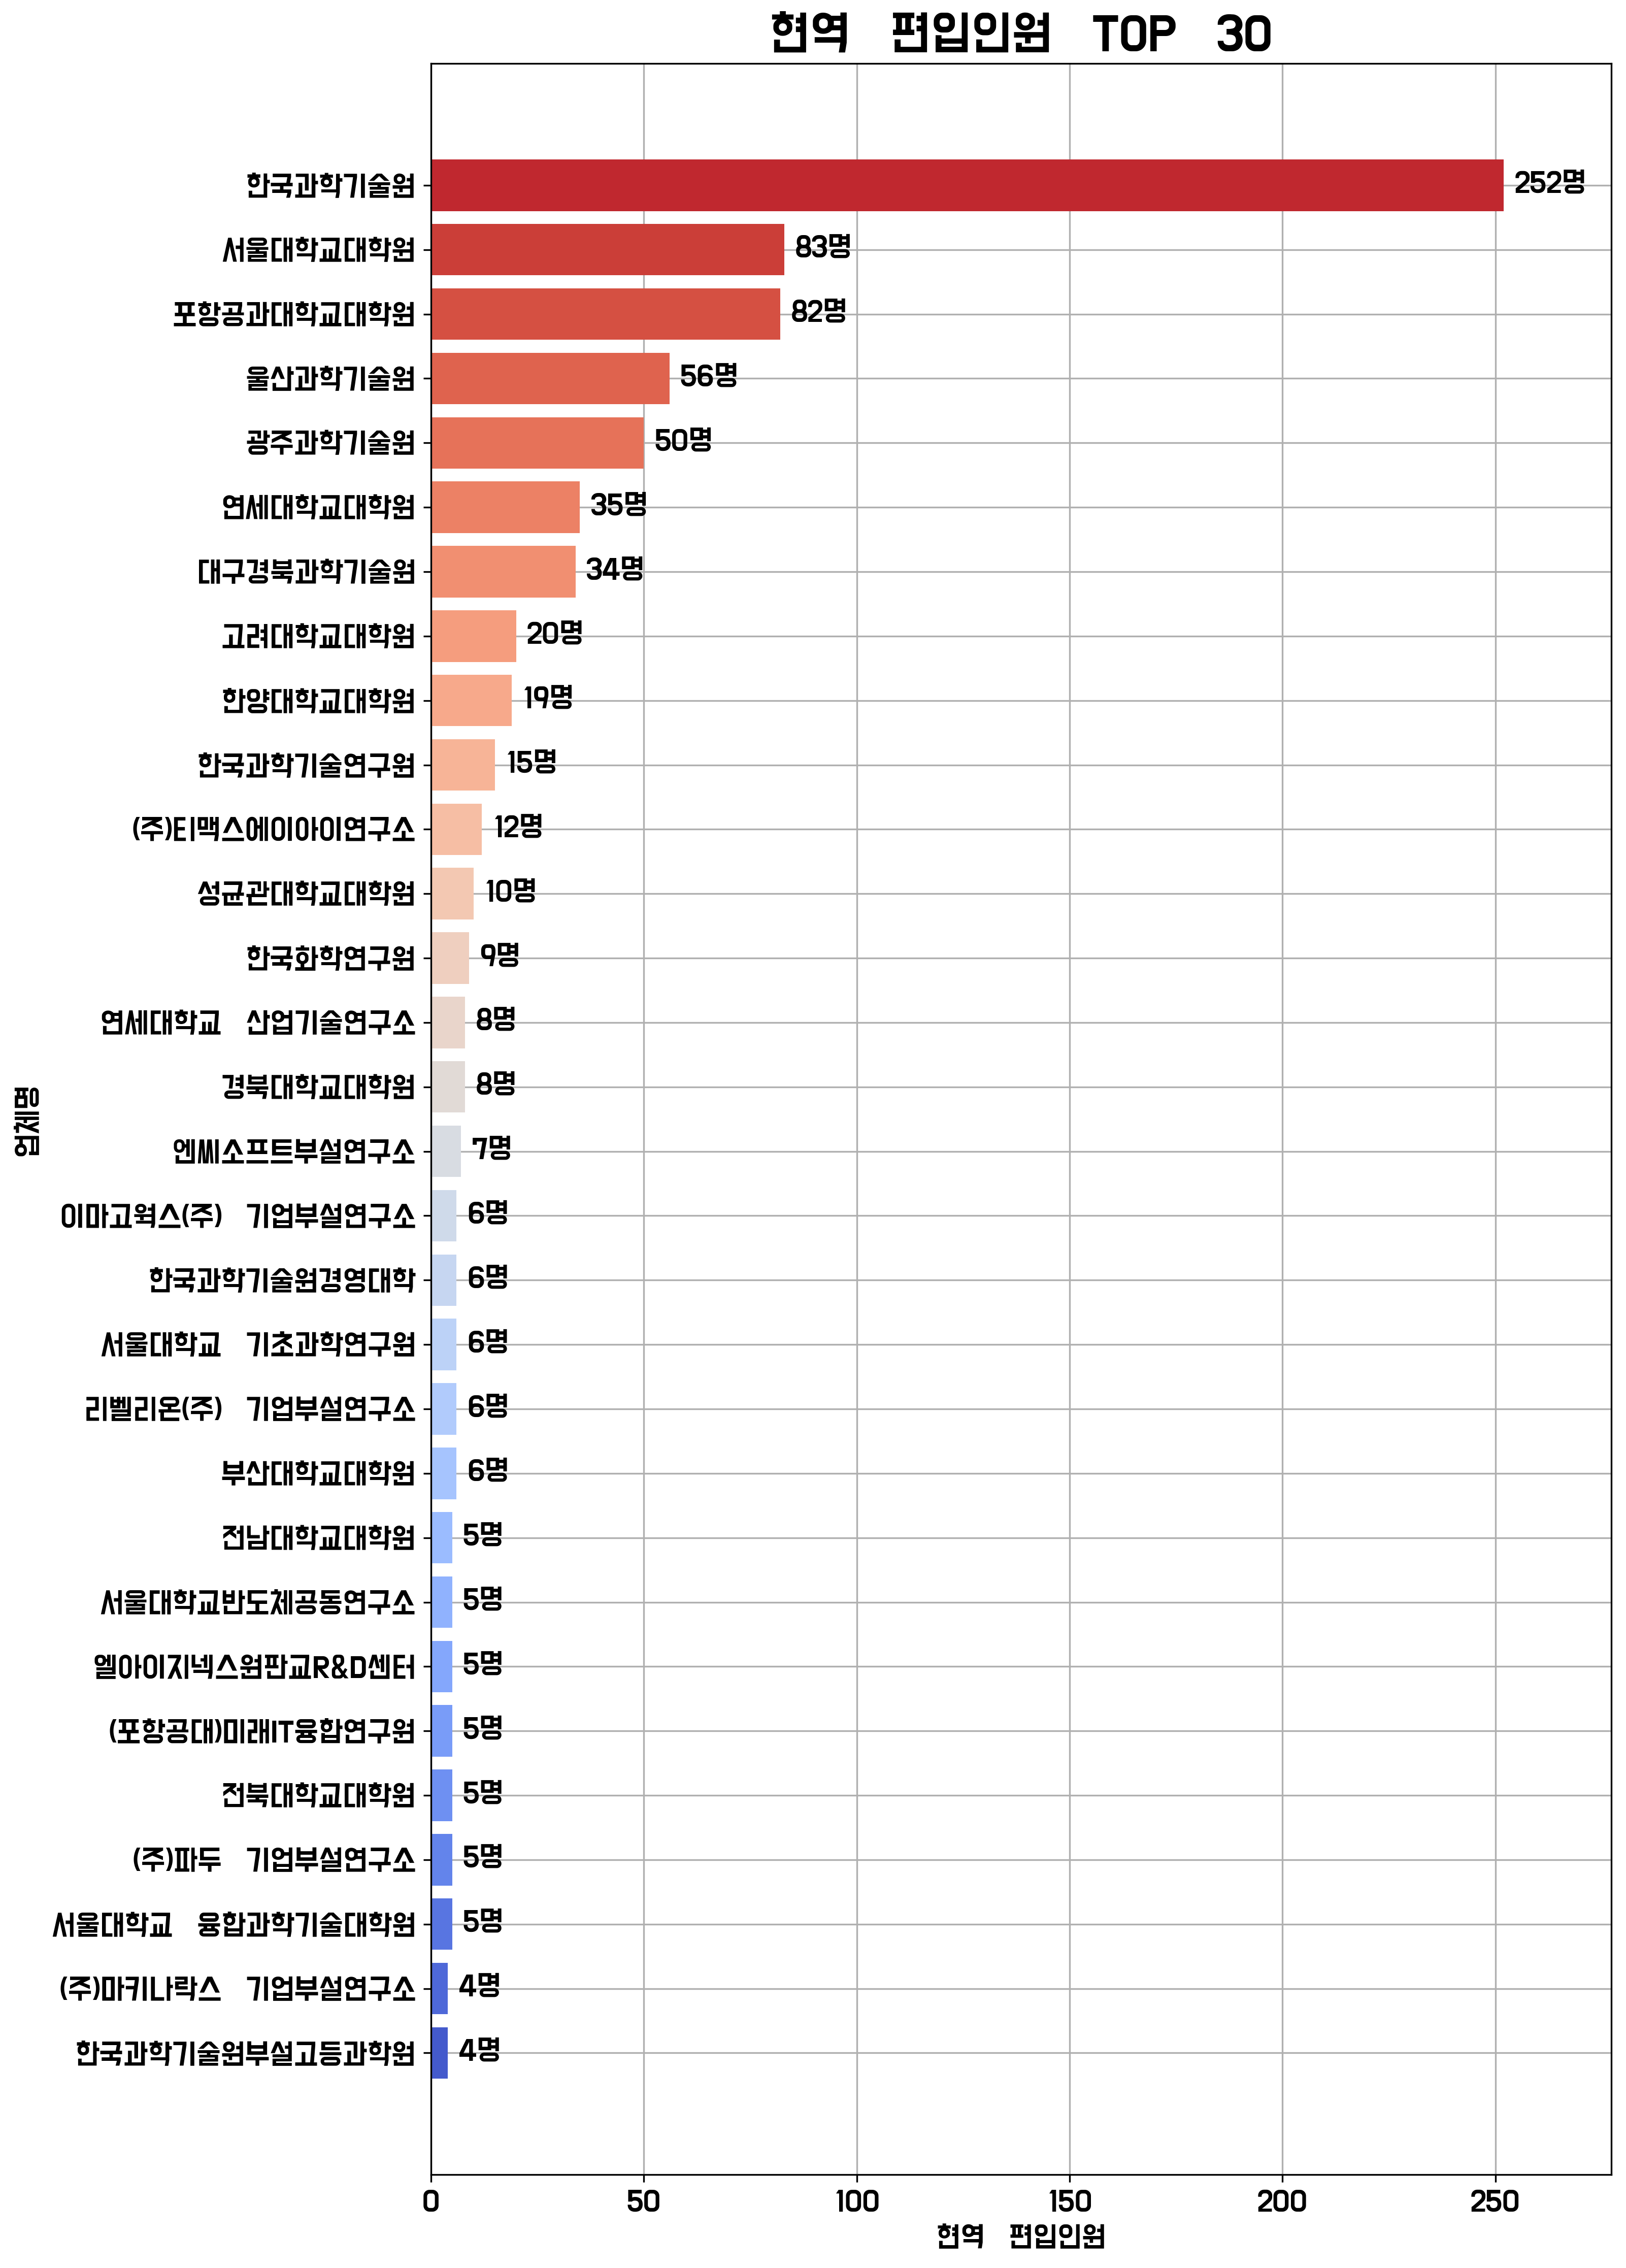 현역 편입인원 TOP 30
한국과학기술원 252명
서울대학교대학원 83명
포항공과대학교대학원 82명
울산과학기술원 56명
광주과학기술원 50명
연세대학교대학원 35명
대구경북과학기술원 34명
고려대학교대학원 20명
한양대학교대학원 19명
한국과학기술연구원 15명
(주)티맥스에이아이연구소 12명
성균관대학교대학원 10명
한국화학연구원 9명
연세대학교 산업기술연구소 8명
경북대학교대학원 8명
엔씨소프트부설연구소 7명
이마고웍스(주) 기업부설연구소 6명
한국과학기술원경영대학 6명
서울대학교 기초과학연구원 6명
리벨리온(주) 기업부설연구소 6명
부산대학교대학원 6명
전남대학교대학원 5명
서울대학교반도체공동연구소 5명
엘아이지넥스원판교R&D센터 5명
(포항공대)미래IT융합연구원 5명
전북대학교대학원 5명
(주)파두 기업부설연구소 5명
서울대학교 융합과학기술대학원 5명
(주)마키나락스 기업부설연구소 4명
한국과학기술원부설고등과학원 4명
업체명
0 50 100 150 200 250
현역 편입인원